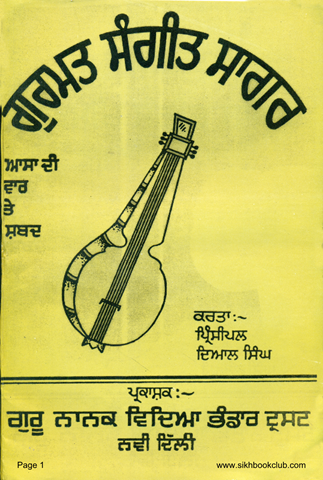 ਗੁਰਮਤ ਸੰਗੀਤ ਸਾਗਰ
ਆਸਾ ਦੀ
ਵਾਰ
ਤੇ
ਸ਼ਬਦ
ਕਰਤਾ :~
ਪ੍ਰਿੰਸੀਪਲ
ਦਿਆਲ ਸਿੰਘ
ਪ੍ਰਕਾਸ਼ਕ :~
ਗੁਰੂ ਨਾਨਕ ਵਿਦਿਆ ਭੰਡਾਰ ਟ੍ਰਸਟ
ਨਵੀਂ ਦਿੱਲੀ
Page 1
www.sikhbookclub.com